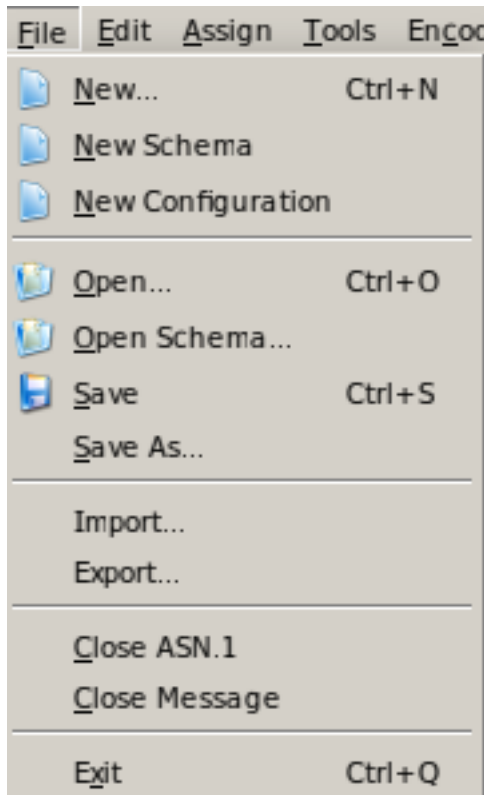 File Edit Assign Tools Enco
New... Ctrl+N
New Schema
New Configuration
Open... Ctrl+O
Open Schema...
Save Ctrl+S
Save As...
Import...
Export...
Close ASN.1
Close Message
Exit Ctrl+Q